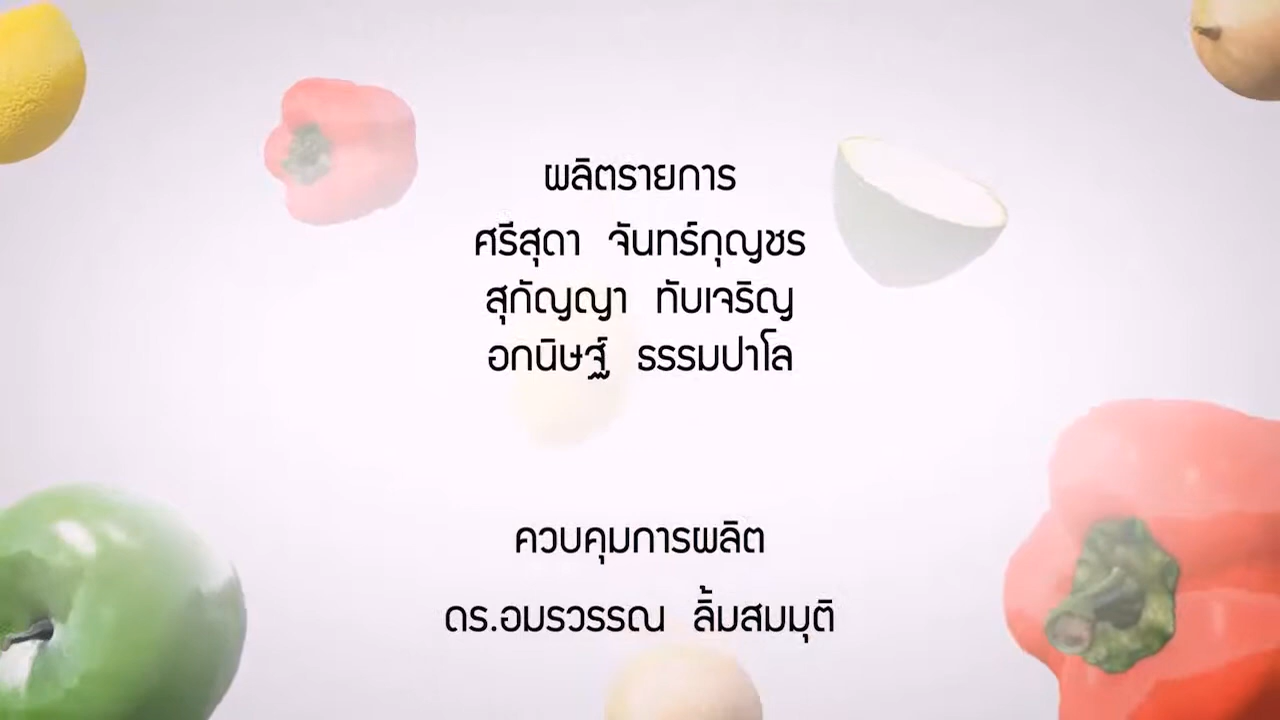 ผลิตรายการ
ศรีสุดา จันทร์กุญชร
สุกัญญา ทับเจริญ
อกนิษฐ์ ธรรมปาโล
ควบคุมการผลิต
ดร.อมรวรรณ ลิ้มสมมุติ